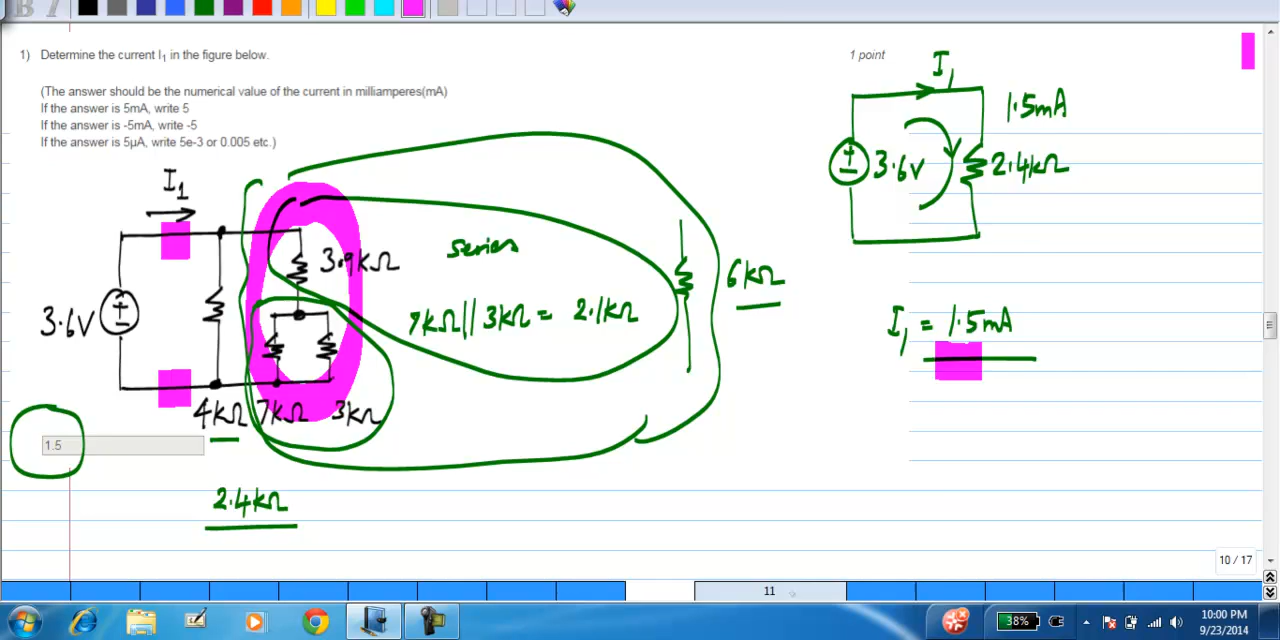 1) Determine the current I1 in the figure below.
1 point
(The answer should be the numerical value of the current in milliamperes(mA)
If the answer is 5mA, write 5
If the answer is -5mA, write -5
If the answer is 5µA, write 5e-3 or 0.005 etc.)
I1
3.6V
3.9kΩ
4kΩ 7kΩ 3kΩ
series
7kΩ//3kΩ = 2.1kΩ
6kΩ
1.5
2.4kΩ
I1
1.5mA
3.6V
2.4kΩ
I1 = 1.5mA
10 / 17
11
38%
10:00 PM
9/23/2014